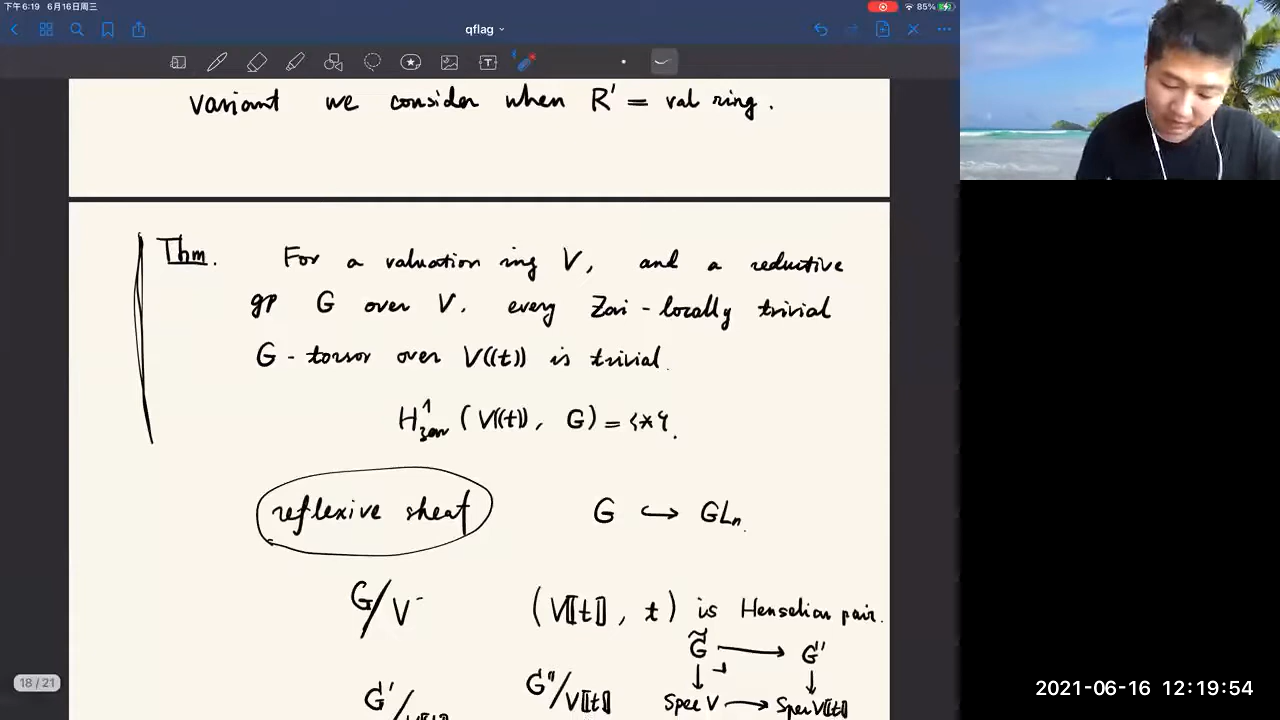 下午6:19 6月16日周三
85%
qflag
variant we consider when R' = val ring.
Thm. For a valuation ring V, and a reductive
gp G over V. every Zari-locally trivial
G-torsor over V((t)) is trivial.
H¹zar (V((t)), G) = {*}.
reflexive sheaf G ↪ GLn.
G/V (V[[t]], t) is Henselian pair.
G̃ → G''
↓ ↓
G' / V[[t]] G''/V[[t]] Spec V → Spec V[[t]]
18 / 21
2021-06-16 12:19:54